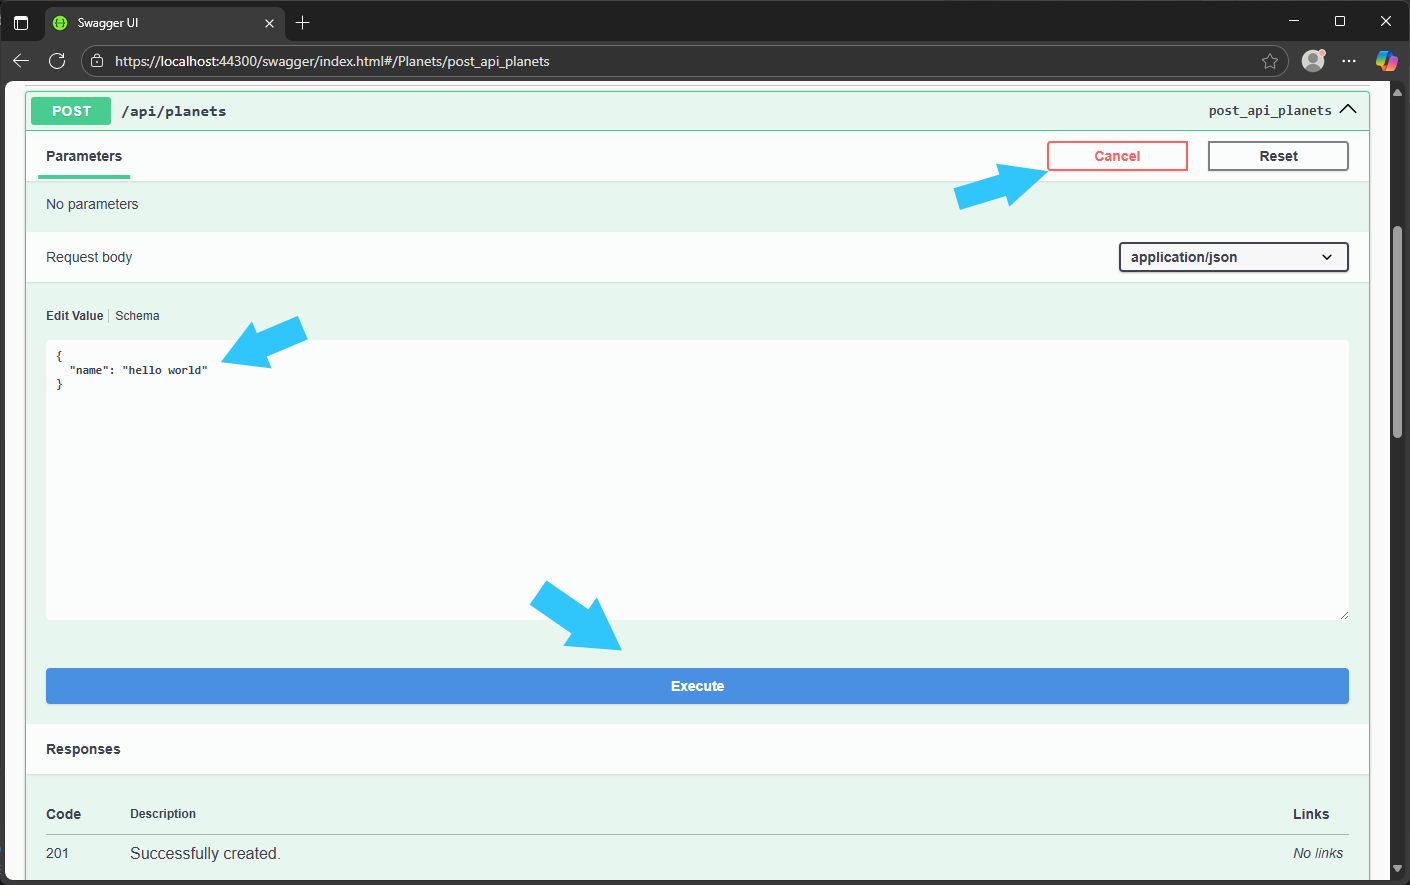 Swagger UI
https://localhost:44300/swagger/index.html#/Planets/post_api_planets
POST /api/planets post_api_planets
Parameters Cancel Reset
No parameters
Request body application/json
Edit Value Schema
{
"name": "hello world"
}
Execute
Responses
Code Description Links
201 Successfully created. No links